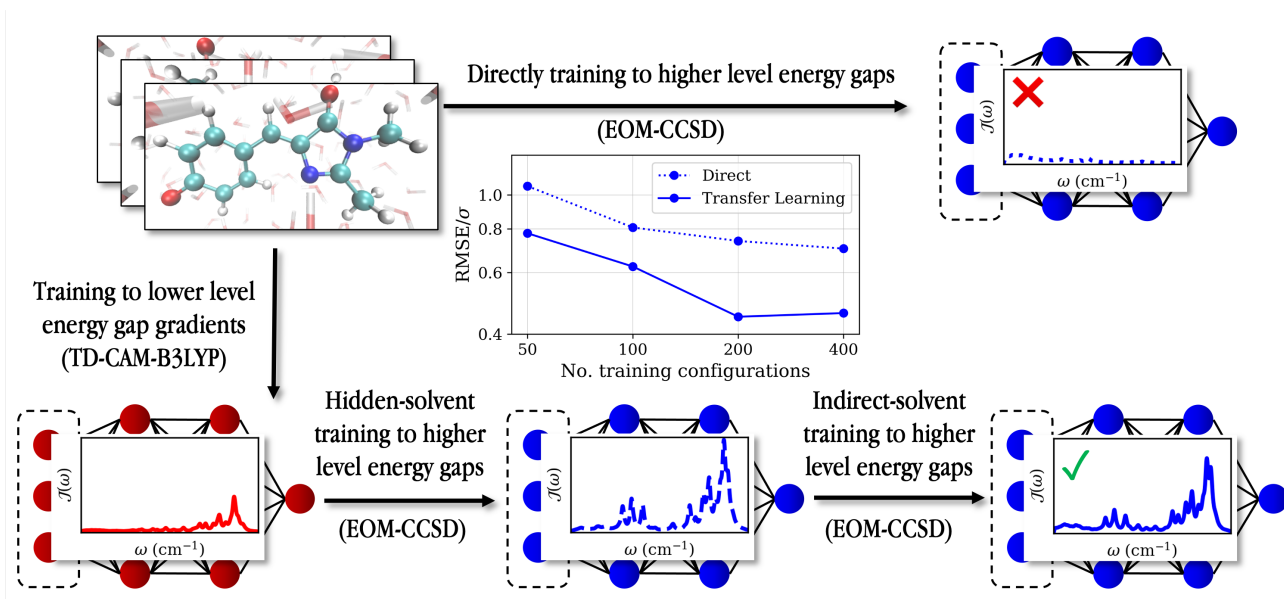 Directly training to higher level energy gaps
(EOM-CCSD)
𝒥(ω)
ω (cm⁻¹)
Direct
Transfer Learning
RMSE/σ
1.0
0.8
0.6
0.4
50
100
200
400
No. training configurations
Training to lower level
energy gap gradients
(TD-CAM-B3LYP)
𝒥(ω)
ω (cm⁻¹)
Hidden-solvent
training to higher
level energy gaps
(EOM-CCSD)
𝒥(ω)
ω (cm⁻¹)
Indirect-solvent
training to higher
level energy gaps
(EOM-CCSD)
𝒥(ω)
ω (cm⁻¹)